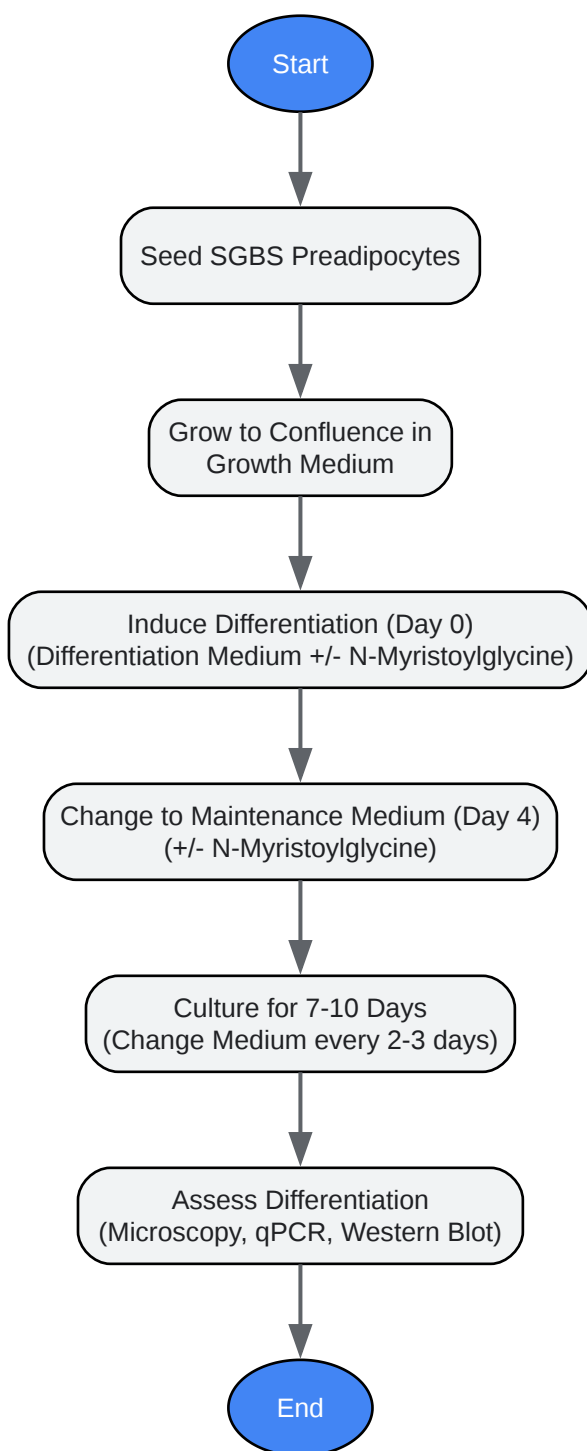 Start
Seed SGBS Preadipocytes
Grow to Confluence in
Growth Medium
Induce Differentiation (Day 0)
(Differentiation Medium +/- N-Myristoylglycine)
Change to Maintenance Medium (Day 4)
(+/- N-Myristoylglycine)
Culture for 7-10 Days
(Change Medium every 2-3 days)
Assess Differentiation
(Microscopy, qPCR, Western Blot)
End